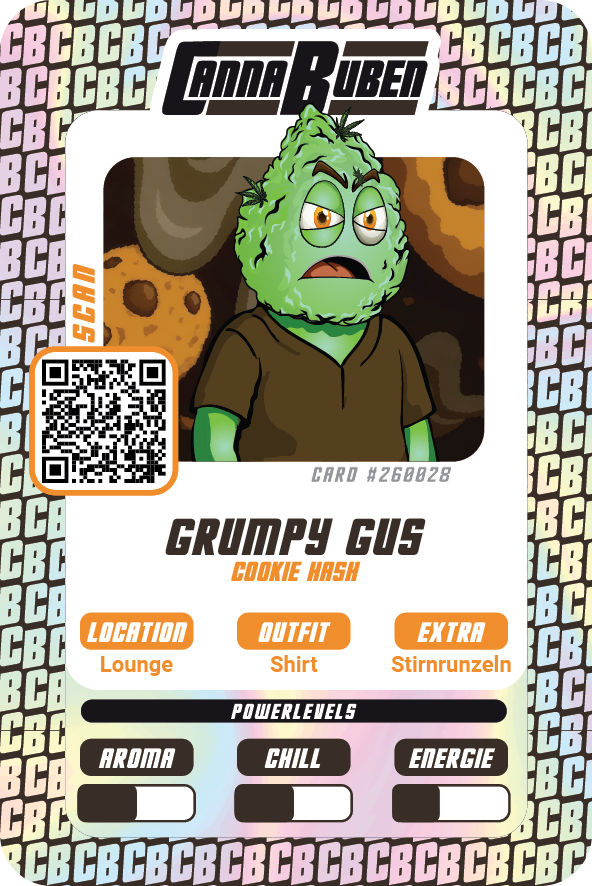 CANNABUBEN
SCAN
CARD #260028
GRUMPY GUS
COOKIE HASH
LOCATION OUTFIT EXTRA
Lounge Shirt Stirnrunzeln
POWERLEVELS
AROMA CHILL ENERGIE